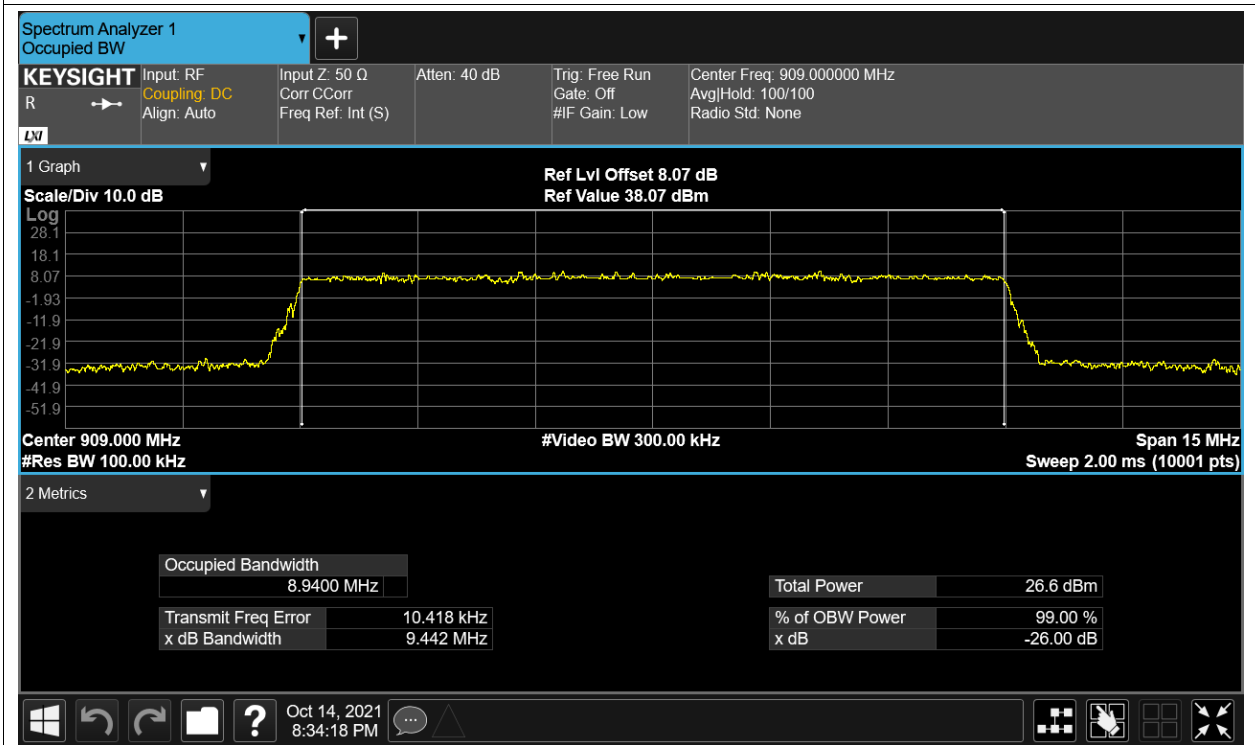 Spectrum Analyzer 1
Occupied BW
+
KEYSIGHT Input: RF Input Z: 50 Ω Atten: 40 dB Trig: Free Run Center Freq: 909.000000 MHz
R Coupling: DC Corr CCorr Gate: Off Avg|Hold: 100/100
Align: Auto Freq Ref: Int (S) #IF Gain: Low Radio Std: None
LXI
1 Graph
Ref Lvl Offset 8.07 dB
Scale/Div 10.0 dB Ref Value 38.07 dBm
Log
28.1
18.1
8.07
-1.93
-11.9
-21.9
-31.9
-41.9
-51.9
Center 909.000 MHz #Video BW 300.00 kHz Span 15 MHz
#Res BW 100.00 kHz Sweep 2.00 ms (10001 pts)
2 Metrics
Occupied Bandwidth
8.9400 MHz Total Power 26.6 dBm
Transmit Freq Error 10.418 kHz % of OBW Power 99.00 %
x dB Bandwidth 9.442 MHz x dB -26.00 dB
? Oct 14, 2021
8:34:18 PM